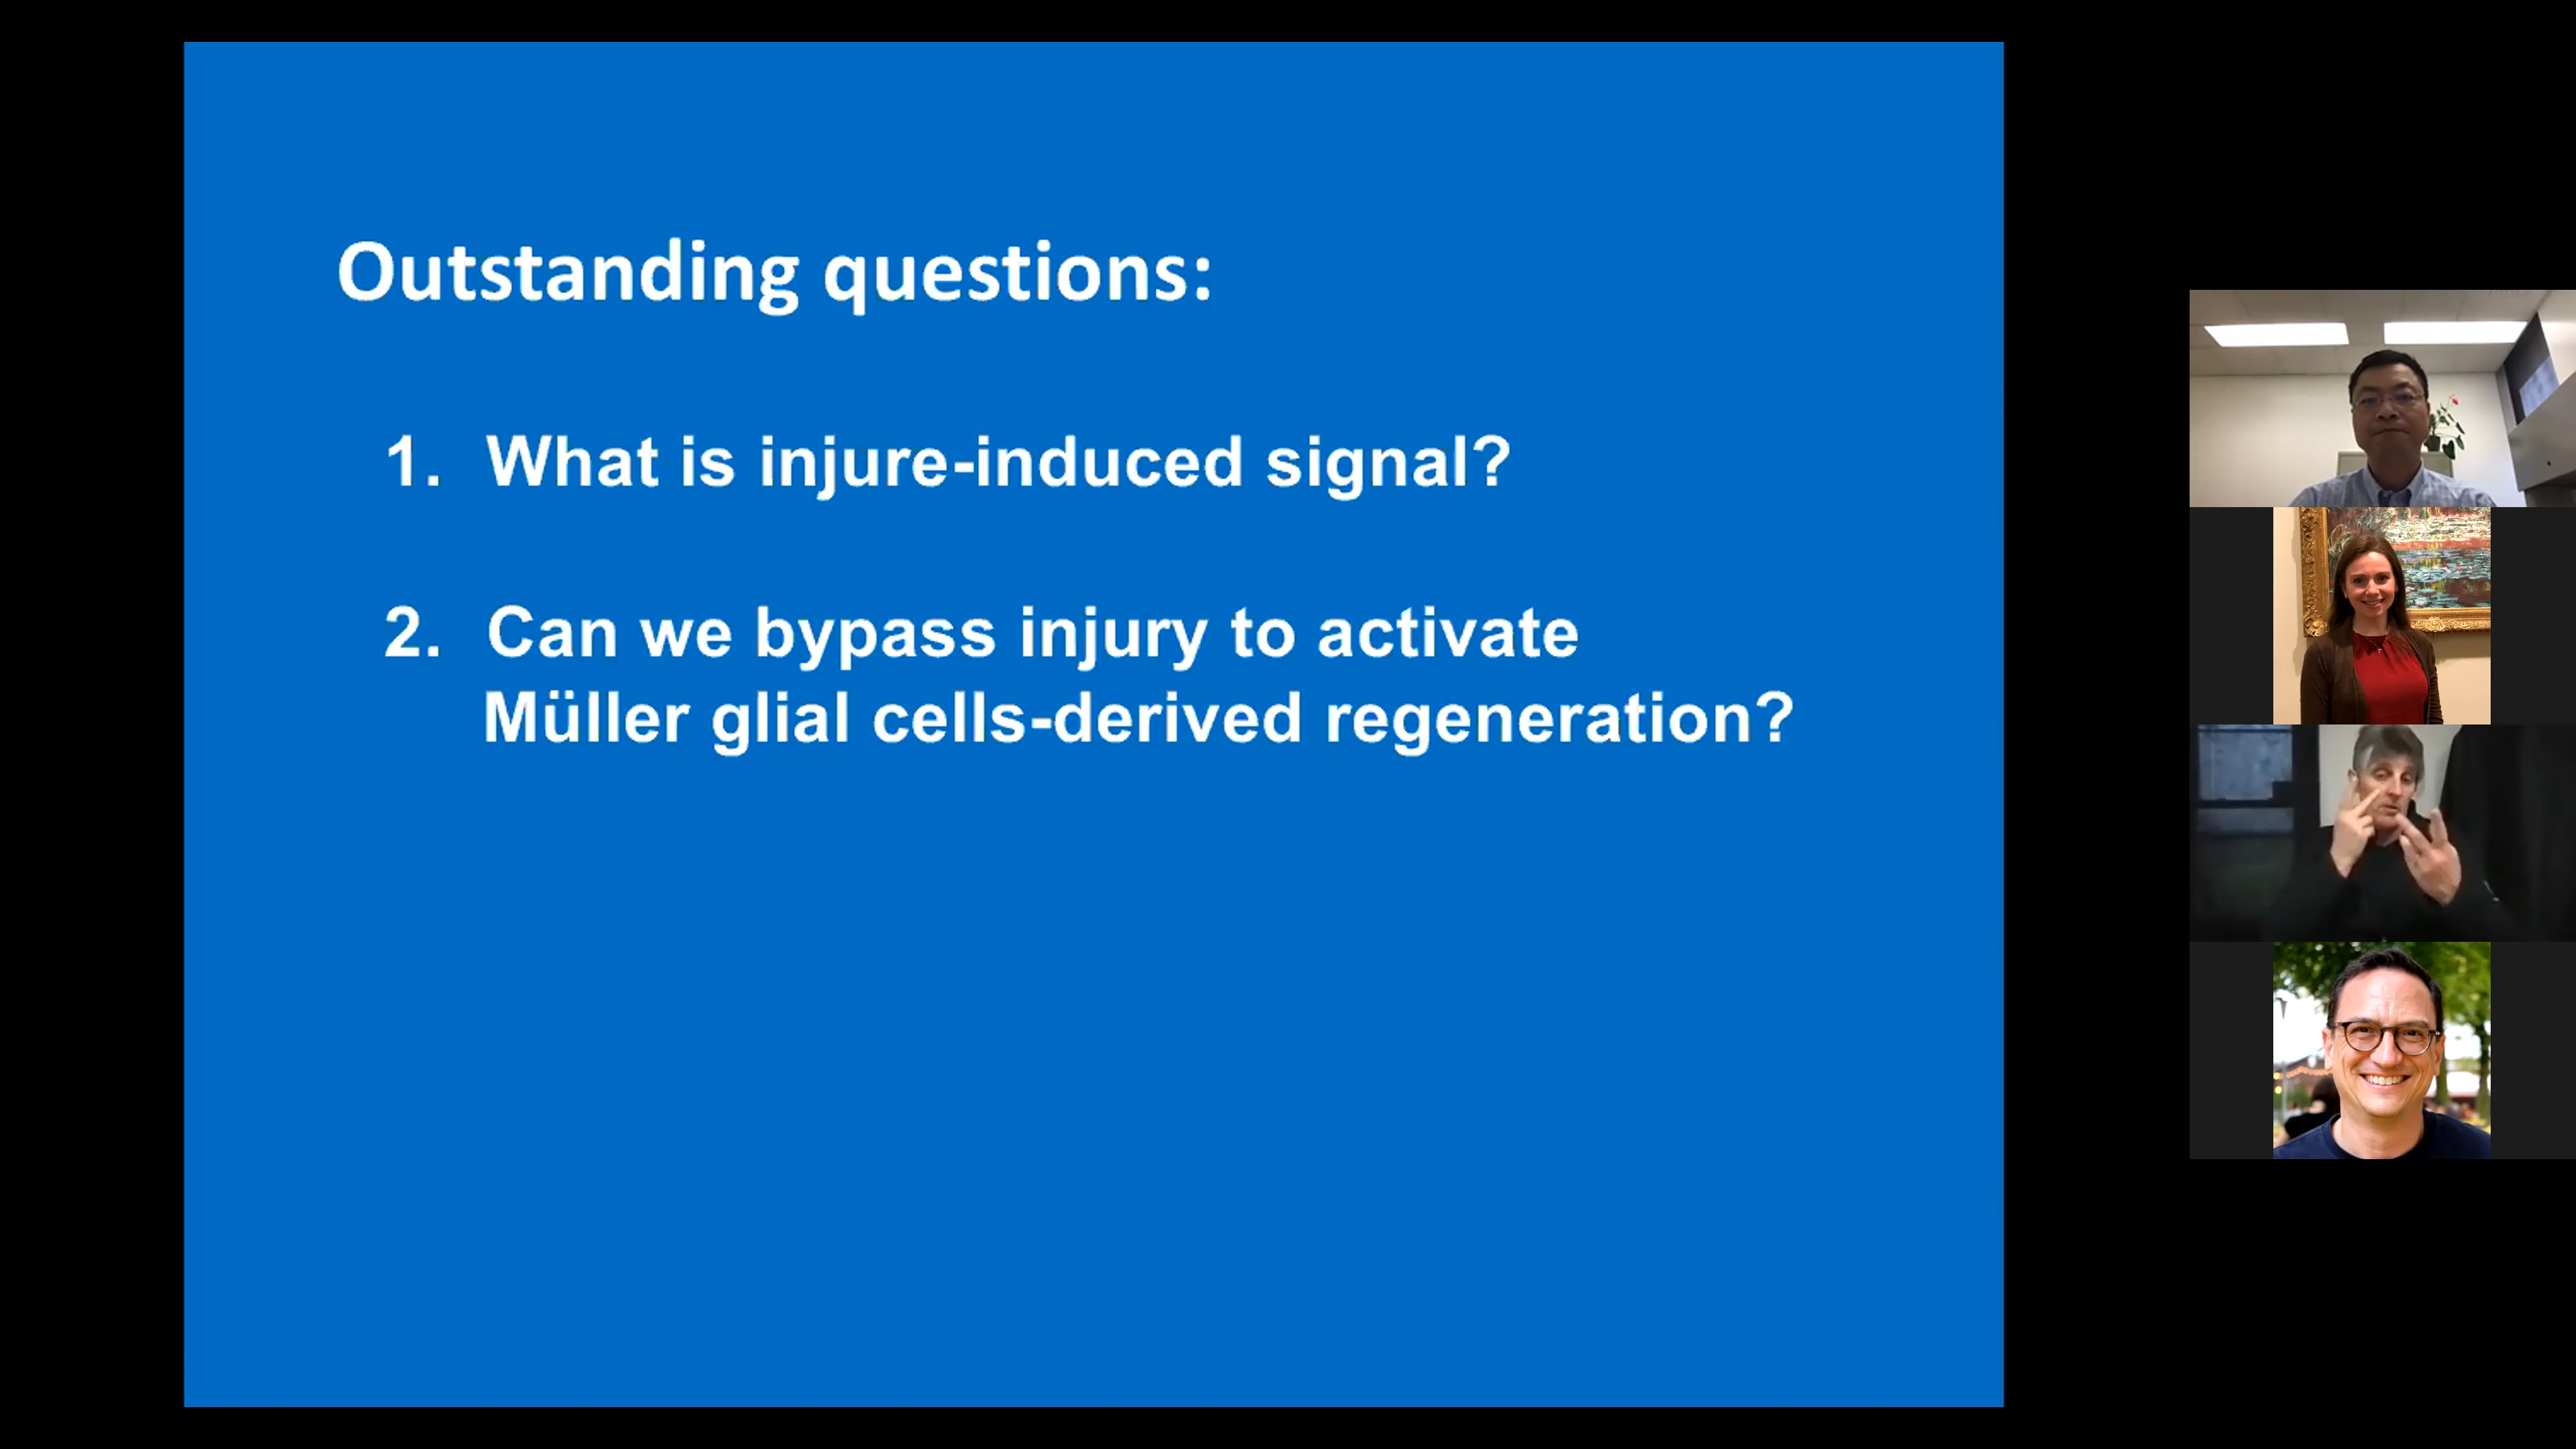 Outstanding questions:
1. What is injure-induced signal?
2. Can we bypass injury to activate
Müller glial cells-derived regeneration?